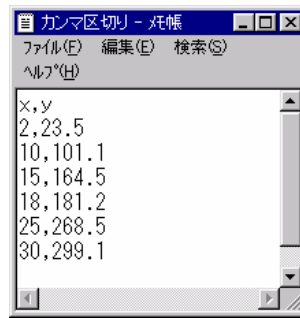 カンマ区切り - メモ帳
ファイル(F) 編集(E) 検索(S)
ヘルプ(H)
x,y
2,23.5
10,101.1
15,164.5
18,181.2
25,268.5
30,299.1